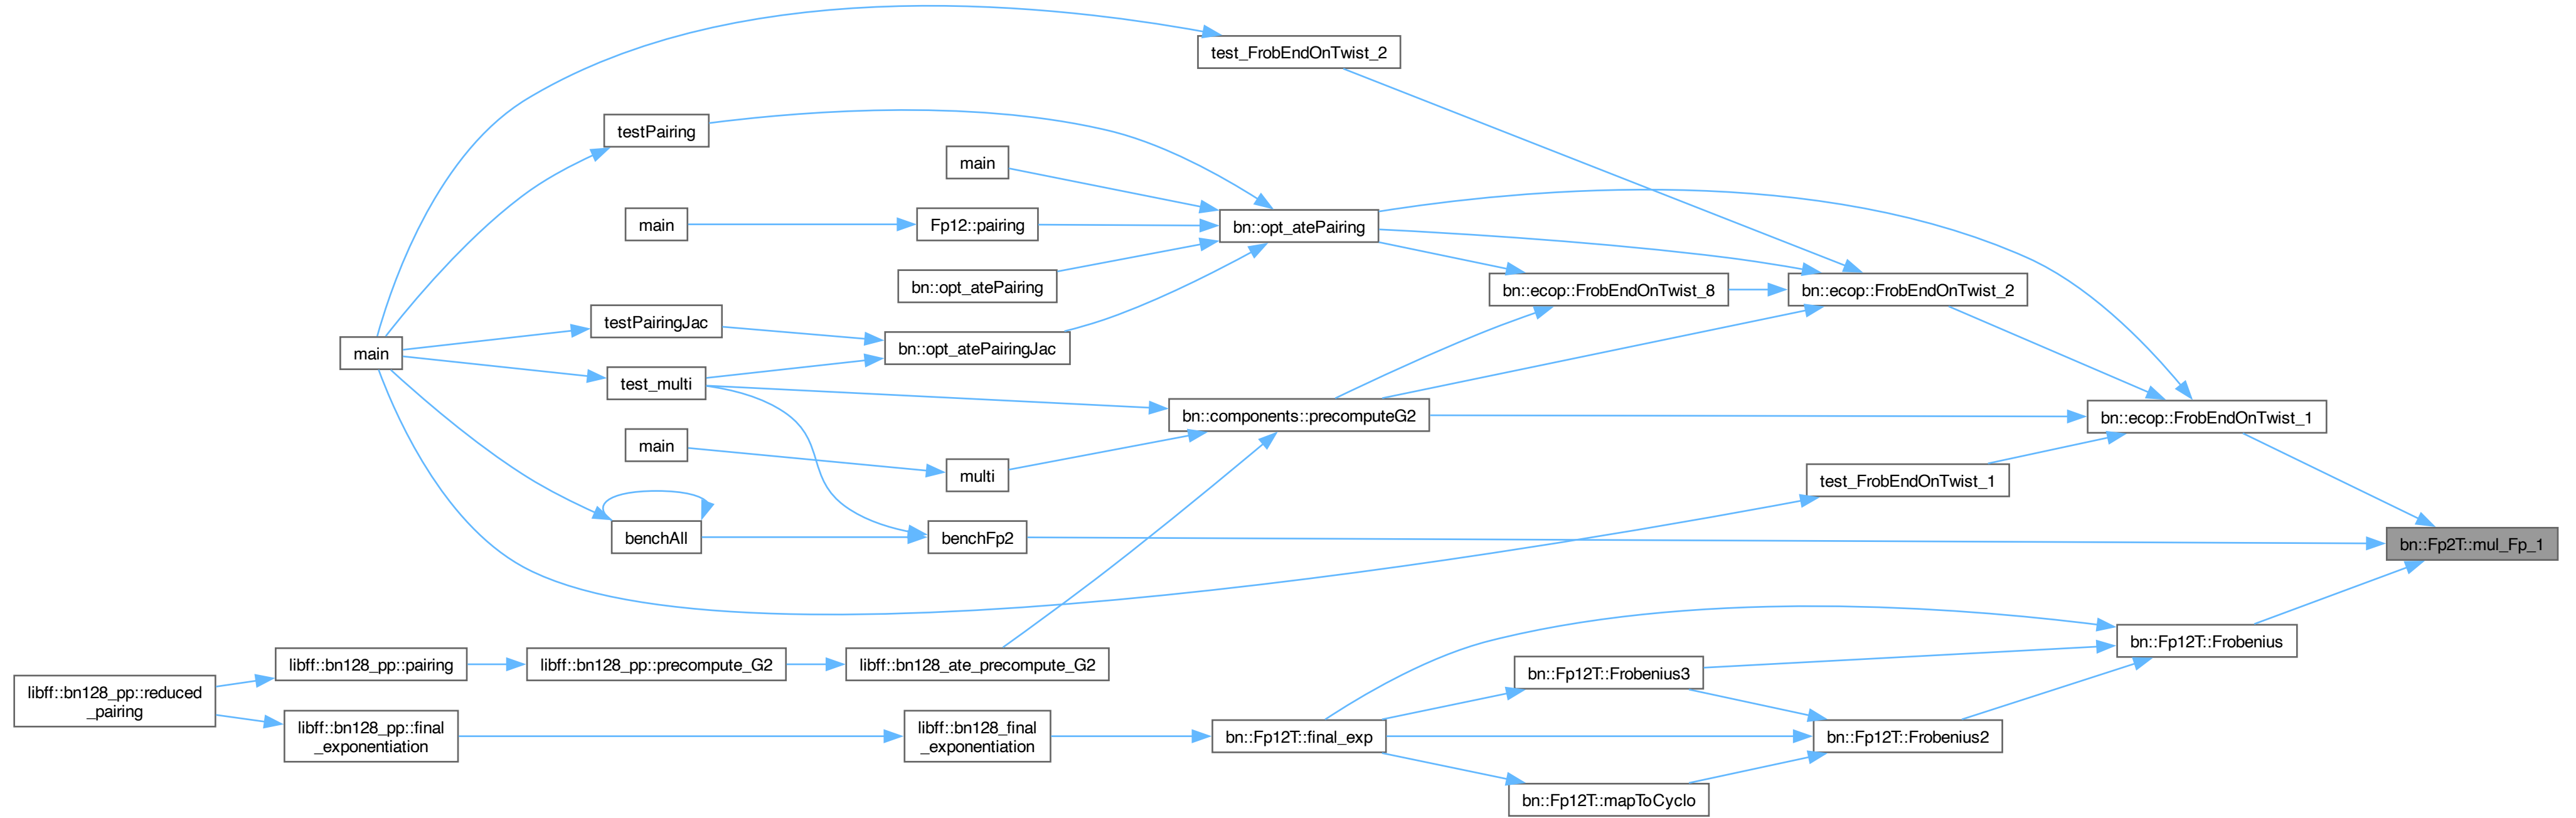 test_FrobEndOnTwist_2
testPairing
main
main
Fp12::pairing
bn::opt_atePairing
bn::opt_atePairing
bn::ecop::FrobEndOnTwist_8
bn::ecop::FrobEndOnTwist_2
testPairingJac
bn::opt_atePairingJac
main
test_multi
bn::components::precomputeG2
bn::ecop::FrobEndOnTwist_1
main
multi
test_FrobEndOnTwist_1
benchAll
benchFp2
bn::Fp2T::mul_Fp_1
bn::Fp12T::Frobenius
libff::bn128_pp::pairing
libff::bn128_pp::precompute_G2
libff::bn128_ate_precompute_G2
bn::Fp12T::Frobenius3
libff::bn128_pp::reduced
_pairing
libff::bn128_pp::final
_exponentiation
libff::bn128_final
_exponentiation
bn::Fp12T::final_exp
bn::Fp12T::Frobenius2
bn::Fp12T::mapToCyclo